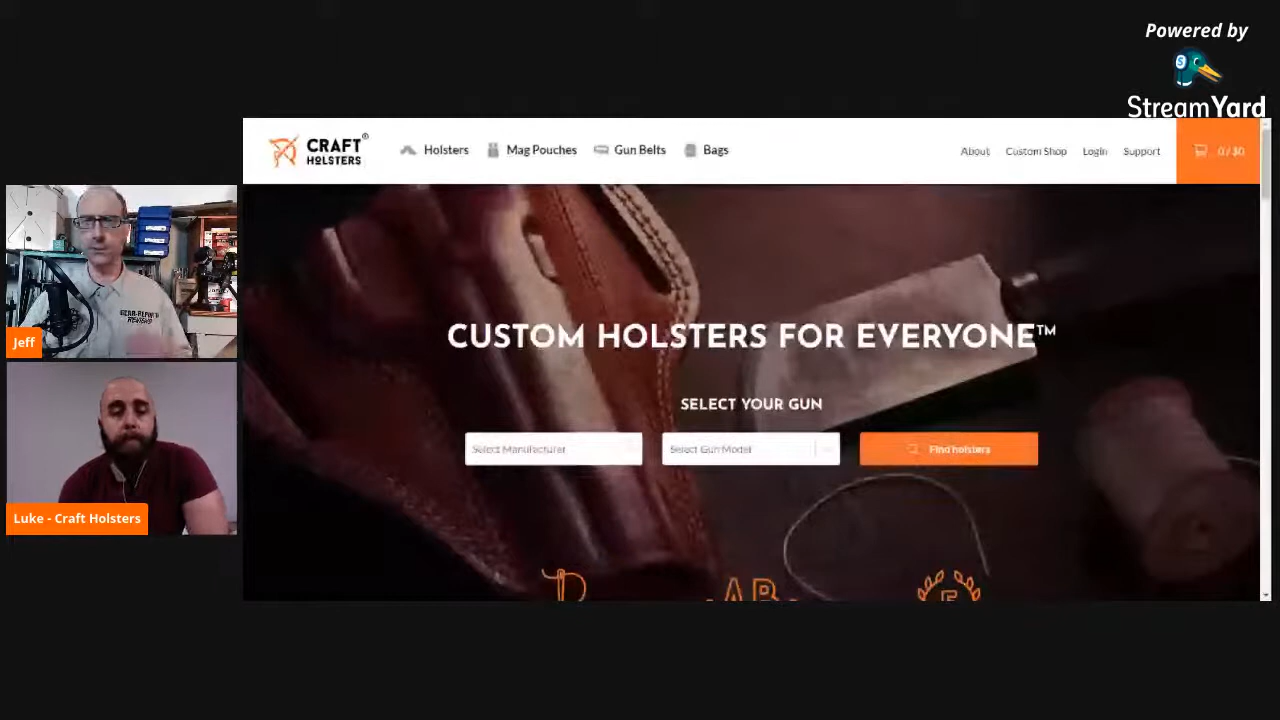 Powered by
StreamYard
CRAFT®
HOLSTERS
Holsters
Mag Pouches
Gun Belts
Bags
About
Custom Shop
Login
Support
0 / $0
CUSTOM HOLSTERS FOR EVERYONE™
SELECT YOUR GUN
Select Manufacturer
Select Gun Model
Find holsters
Jeff
Luke - Craft Holsters